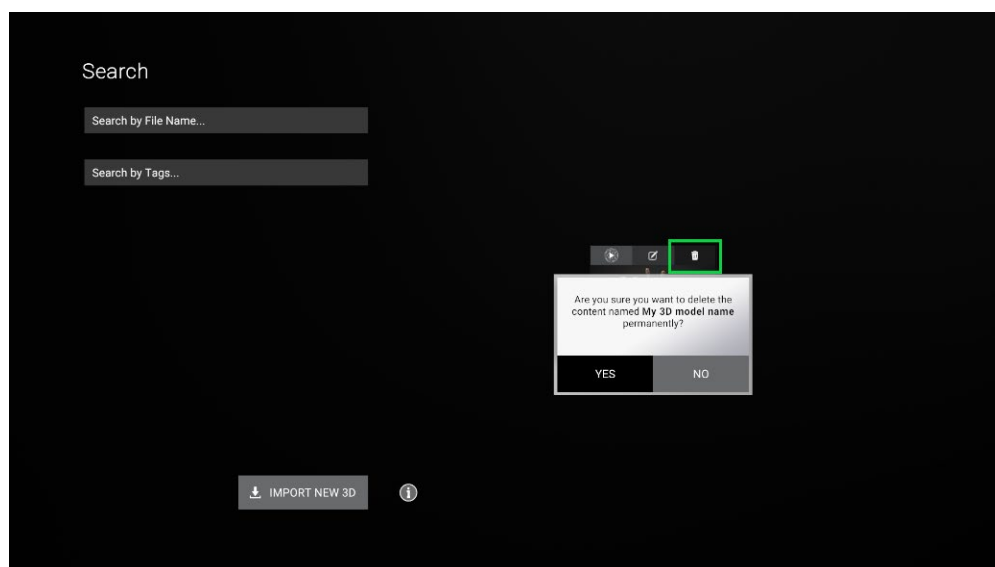 Search
Search by File Name...
Search by Tags...
Are you sure you want to delete the
content named My 3D model name
permanently?
YES
NO
IMPORT NEW 3D